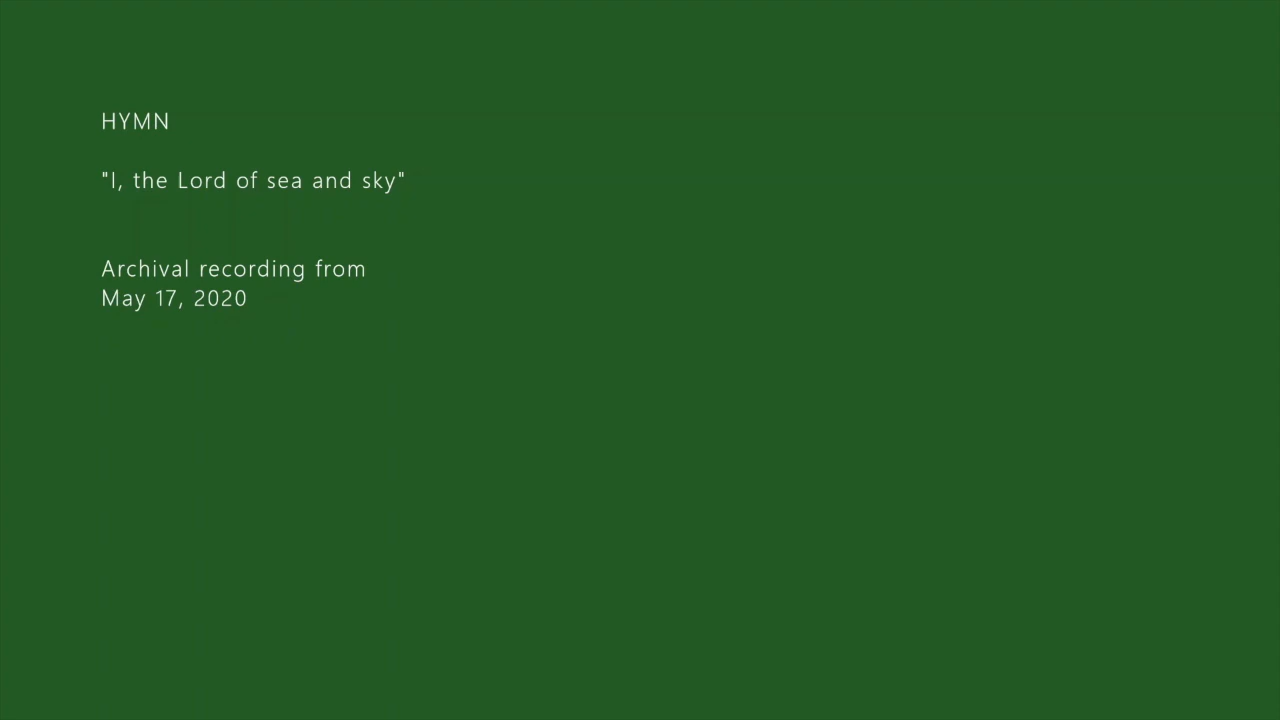 HYMN
"I, the Lord of sea and sky"
Archival recording from
May 17, 2020